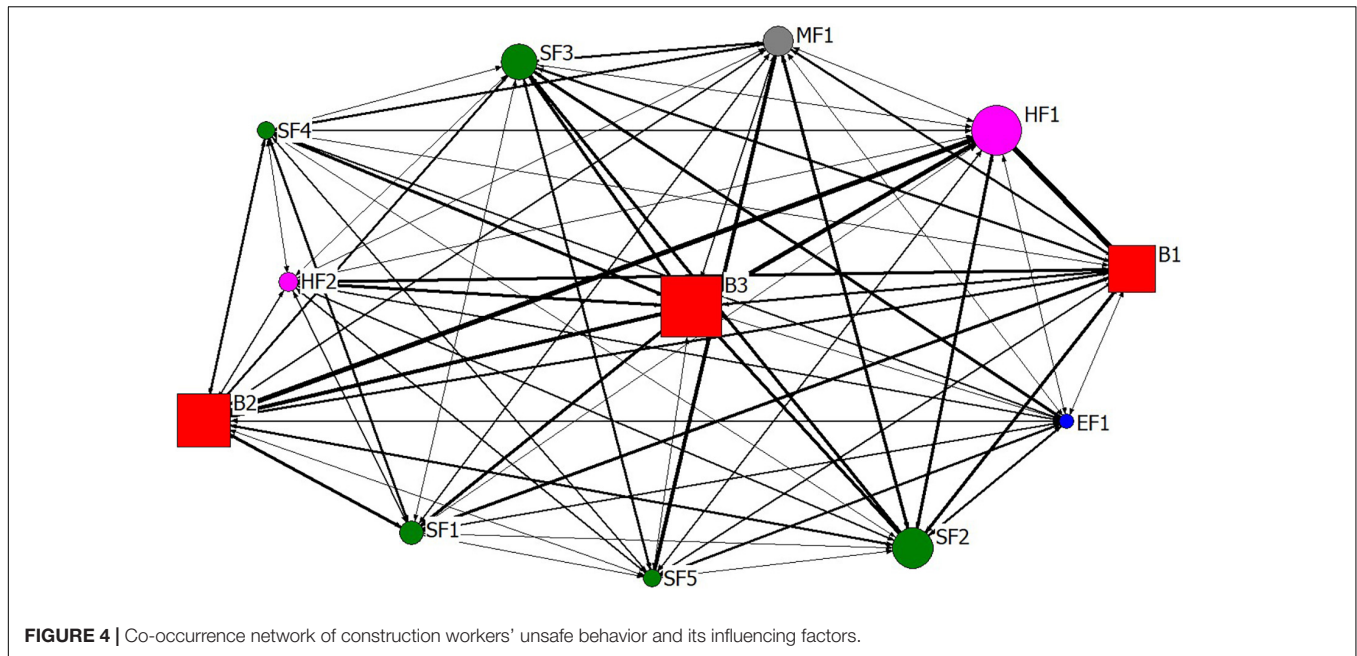 MF1
SF3
HF1
SF4
B1
HF2
B3
B2
EF1
SF1
SF2
SF5
FIGURE 4 | Co-occurrence network of construction workers' unsafe behavior and its influencing factors.